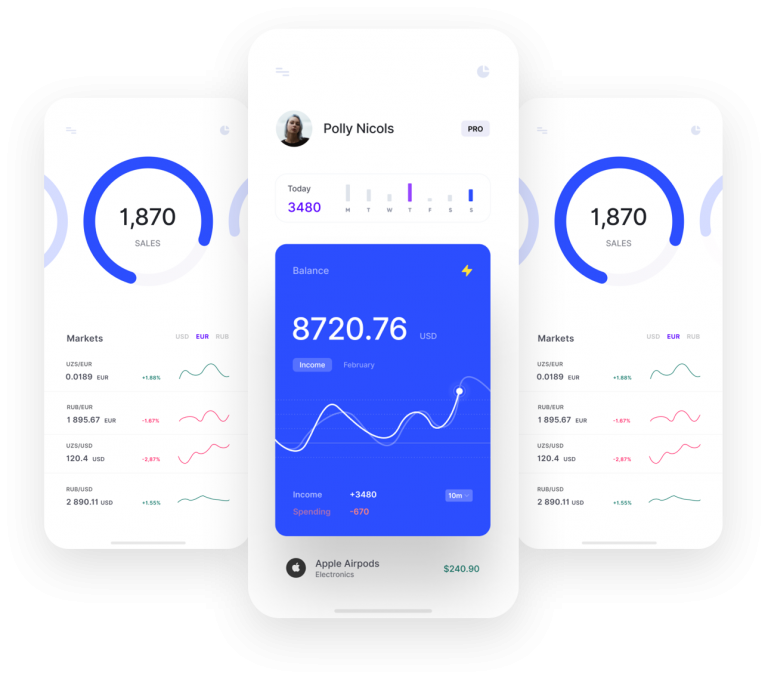 1,870
SALES
Markets
USD EUR RUB
UZS/EUR
0.0189 EUR +1.88%
RUB/EUR
1 895.67 EUR -1.67%
UZS/USD
120.4 USD -2,67%
RUB/USD
2 890.11 USD +1.55%
Polly Nicols PRO
Today
3480
M T W T F S S
Balance
8720.76 USD
Income February
Income +3480 10m
Spending -670
Apple Airpods
Electronics
$240.90
1,870
SALES
Markets
USD EUR RUB
UZS/EUR
0.0189 EUR +1.88%
RUB/EUR
1 895.67 EUR -1.67%
UZS/USD
120.4 USD -2,67%
RUB/USD
2 890.11 USD +1.55%